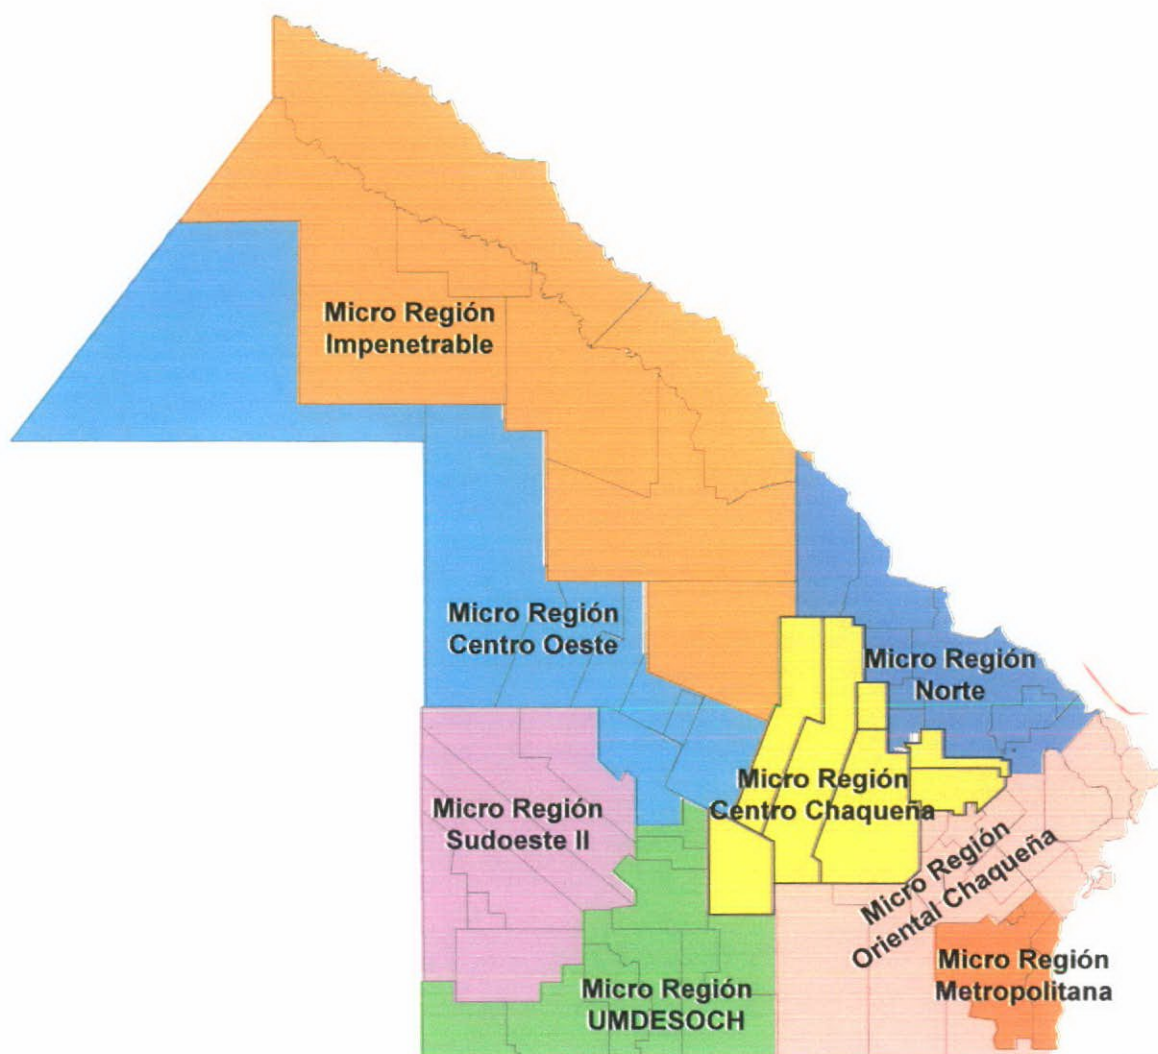 Micro Región
Impenetrable
Micro Región
Centro Oeste
Micro Región
Norte
Micro Región
Centro Chaqueña
Micro Región
Sudoeste II
Micro Región
Oriental Chaqueña
Micro Región
Metropolitana
Micro Región
UMDESOCH